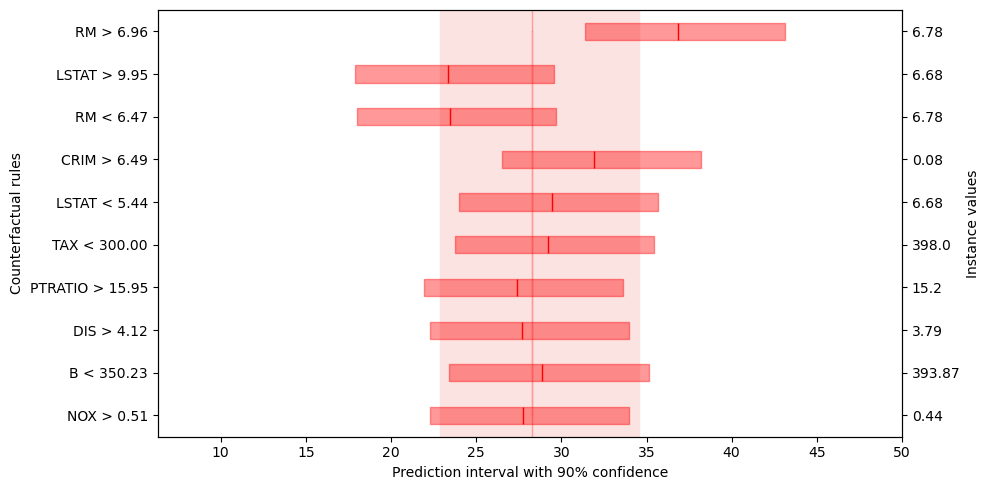 RM > 6.96
LSTAT > 9.95
RM < 6.47
CRIM > 6.49
LSTAT < 5.44
TAX < 300.00
PTRATIO > 15.95
DIS > 4.12
B < 350.23
NOX > 0.51
Counterfactual rules
6.78
6.68
6.78
0.08
6.68
398.0
15.2
3.79
393.87
0.44
Instance values
10 15 20 25 30 35 40 45 50
Prediction interval with 90% confidence